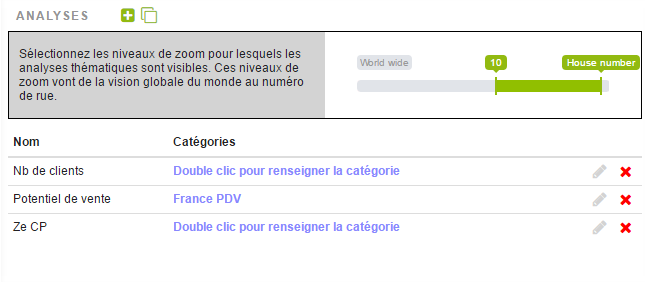 ANALYSES
Sélectionnez les niveaux de zoom pour lesquels les
analyses thématiques sont visibles. Ces niveaux de
zoom vont de la vision globale du monde au numéro
de rue.
World wide 10 House number
Nom Catégories
Nb de clients Double clic pour renseigner la catégorie
Potentiel de vente France PDV
Ze CP Double clic pour renseigner la catégorie